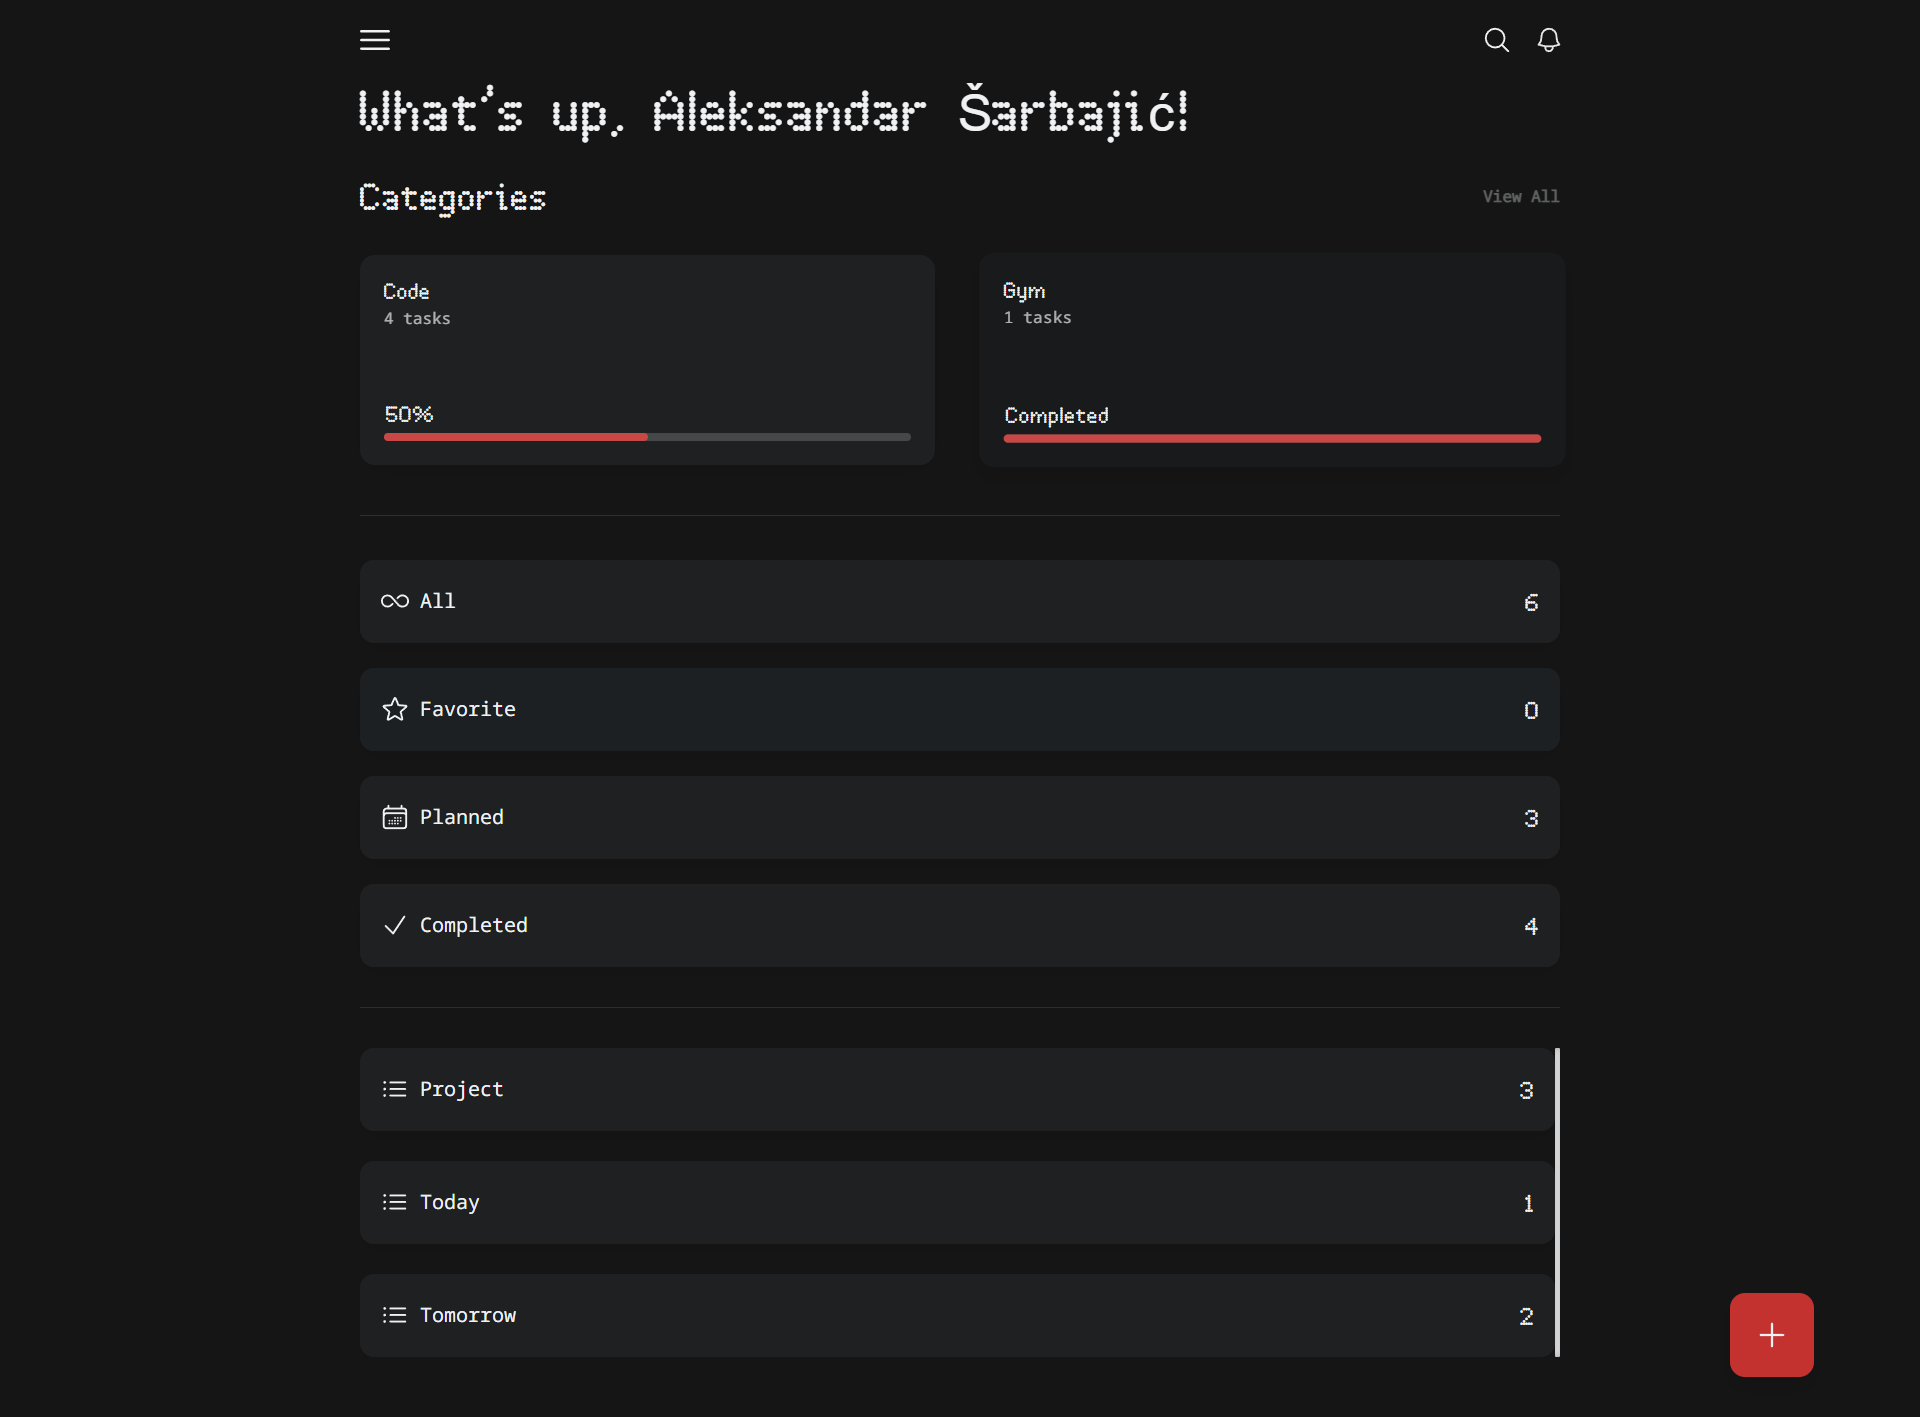 What's up, Aleksandar Šarbajić!
Categories
View All
Code
4 tasks
50%
Gym
1 tasks
Completed
All
6
Favorite
0
Planned
3
Completed
4
Project
3
Today
1
Tomorrow
2